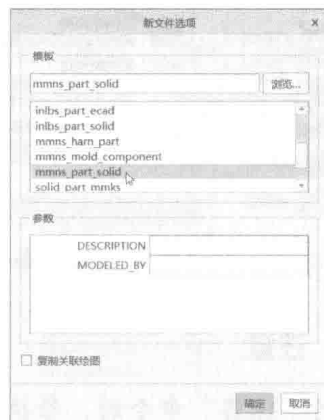 新文件选项
×
模板
mmns_part_solid
浏览...
inlbs_part_ecad
inlbs_part_solid
mmns_harn_part
mmns_mold_component
mmns_part_solid
solid_part_mmks
参数
DESCRIPTION
MODELED_BY
复制关联绘图
确定
取消